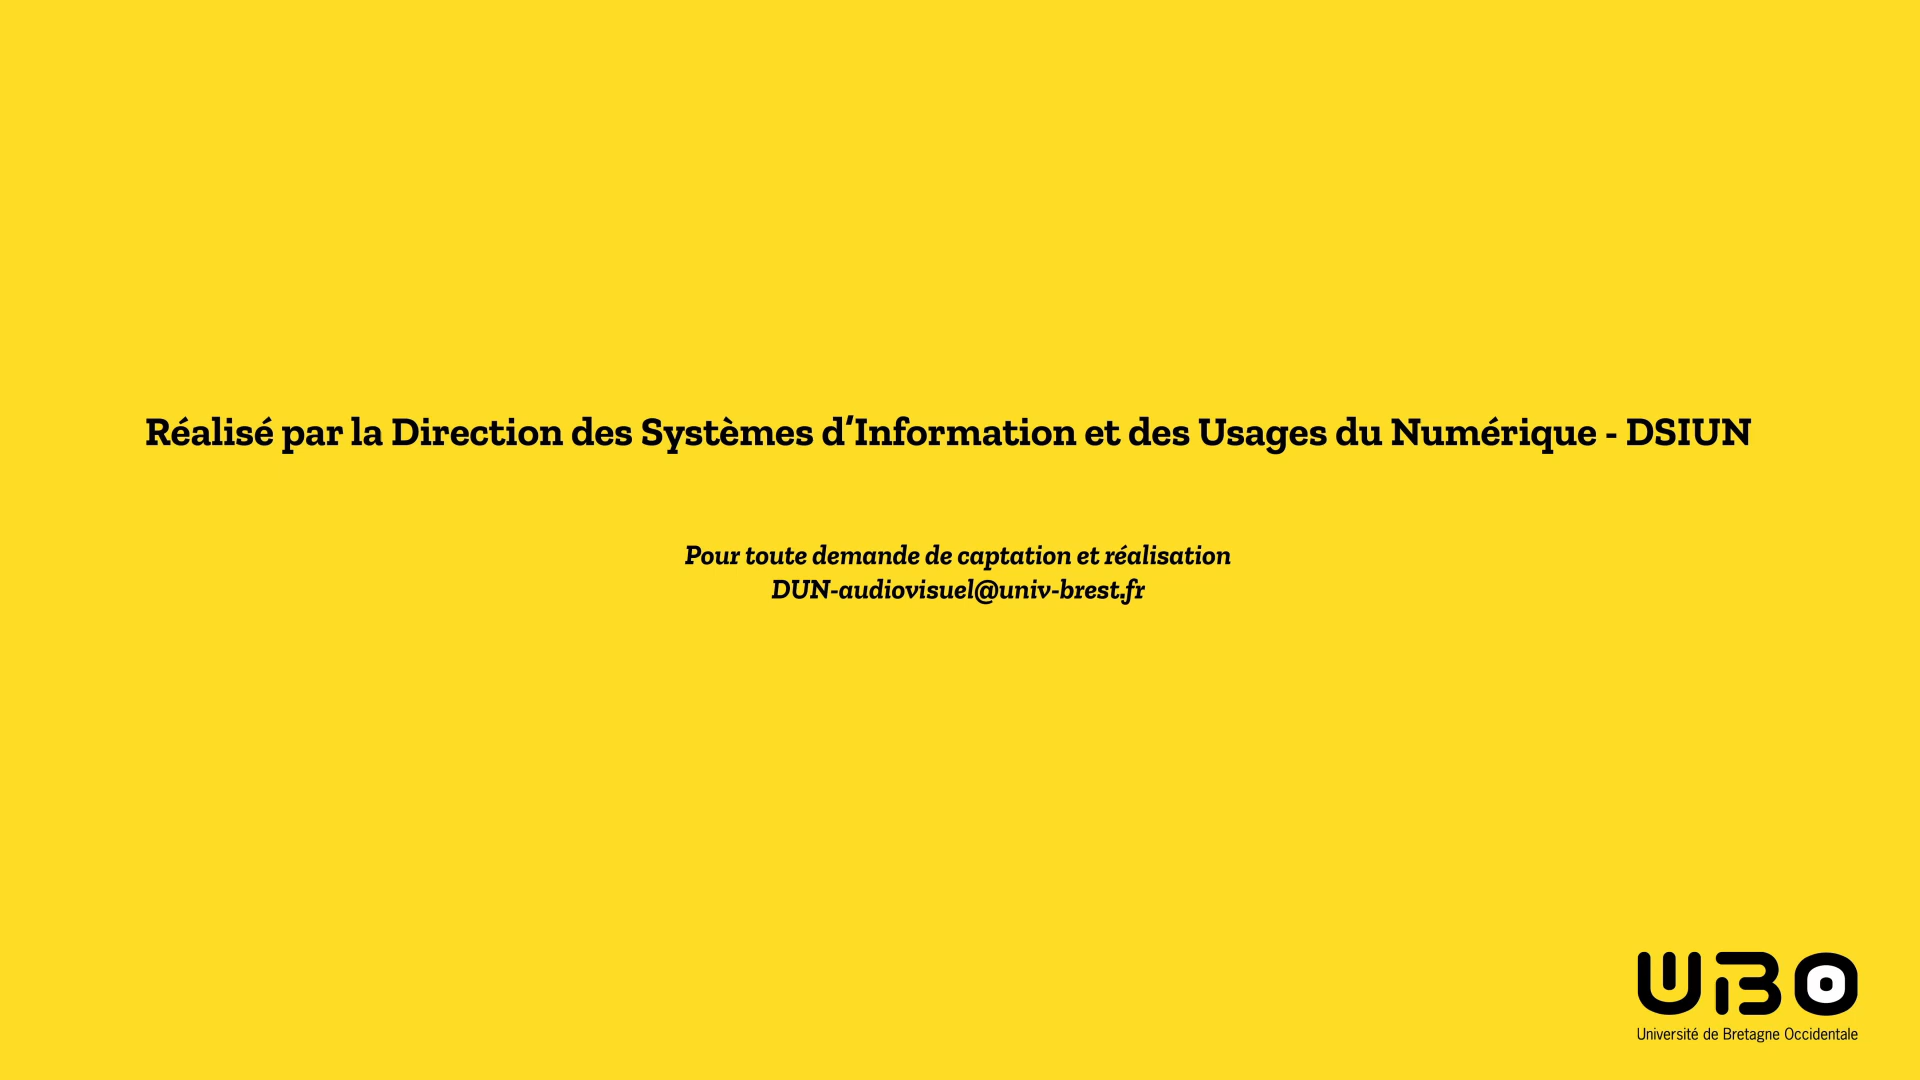 Réalisé par la Direction des Systèmes d’Information et des Usages du Numérique - DSIUN
Pour toute demande de captation et réalisation
DUN-audiovisuel@univ-brest.fr
UBO
Université de Bretagne Occidentale